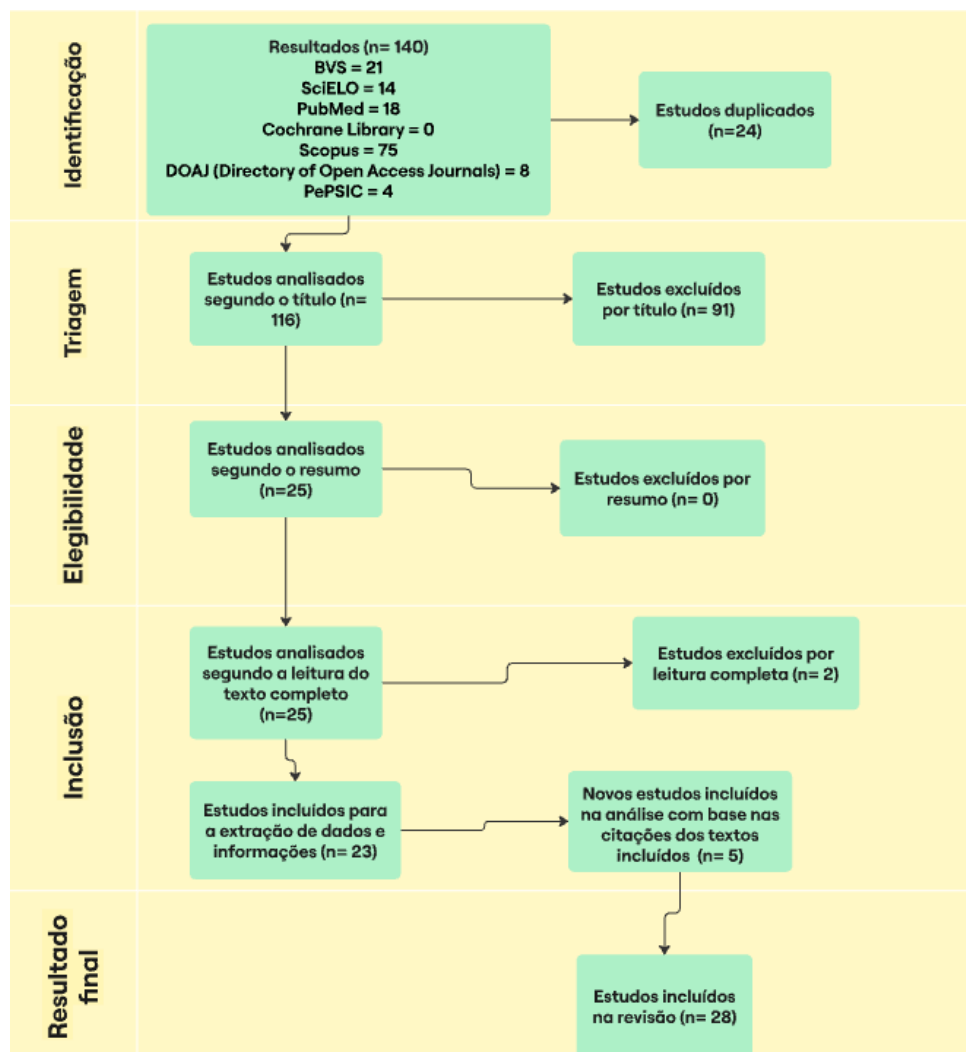 Identificação
Resultados (n= 140)
BVS = 21
SciELO = 14
PubMed = 18
Cochrane Library = 0
Scopus = 75
DOAJ (Directory of Open Access Journals) = 8
PePSIC = 4
Estudos duplicados
(n=24)
Triagem
Estudos analisados
segundo o título (n=
116)
Estudos excluídos
por título (n= 91)
Elegibilidade
Estudos analisados
segundo o resumo
(n=25)
Estudos excluídos por
resumo (n= 0)
Inclusão
Estudos analisados
segundo a leitura do
texto completo
(n=25)
Estudos excluídos por
leitura completa (n= 2)
Estudos incluídos para
a extração de dados e
informações (n= 23)
Novos estudos incluídos
na análise com base nas
citações dos textos
incluídos (n= 5)
Resultado
final
Estudos incluídos
na revisão (n= 28)